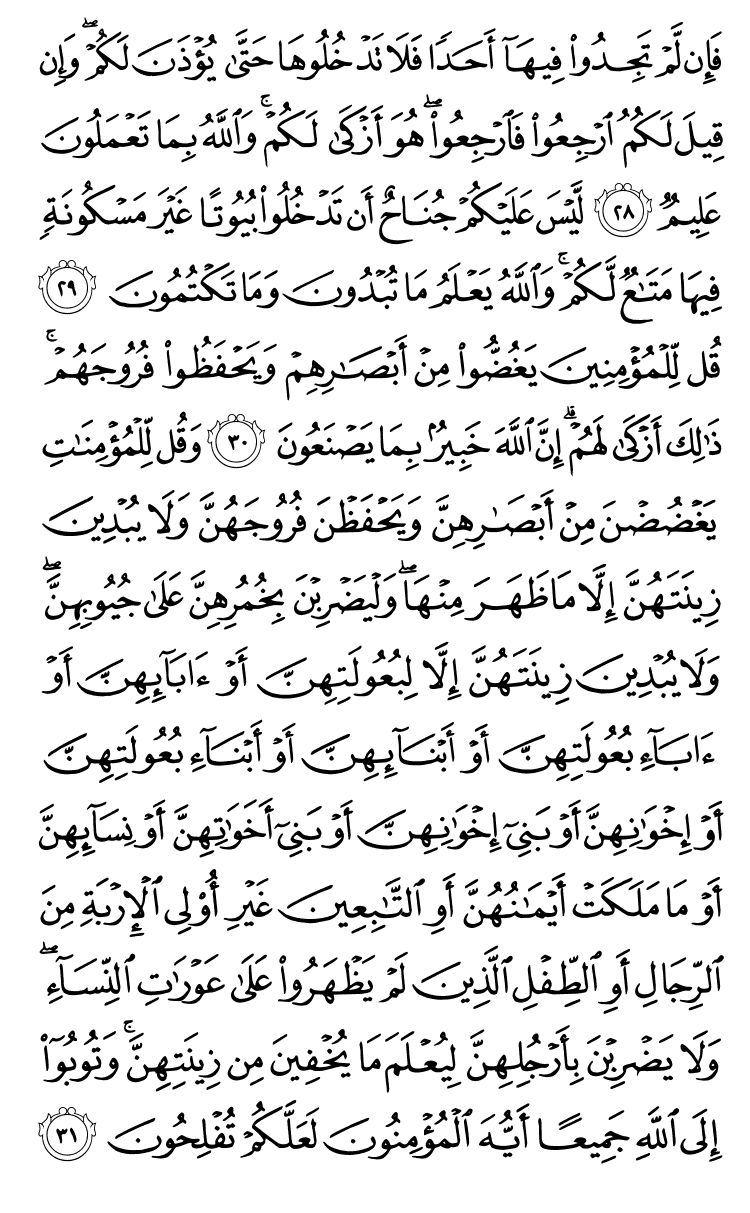 فَإِن لَّمْ تَجِدُوا۟ فِيهَآ أَحَدًا فَلَا تَدْخُلُوهَا حَتَّىٰ يُؤْذَنَ لَكُمْ ۖ وَإِن
قِيلَ لَكُمُ ٱرْجِعُوا۟ فَٱرْجِعُوا۟ ۖ هُوَ أَزْكَىٰ لَكُمْ ۚ وَٱللَّهُ بِمَا تَعْمَلُونَ
عَلِيمٌ ٢٨ لَّيْسَ عَلَيْكُمْ جُنَاحٌ أَن تَدْخُلُوا۟ بُيُوتًا غَيْرَ مَسْكُونَةٍ
فِيهَا مَتَـٰعٌ لَّكُمْ ۚ وَٱللَّهُ يَعْلَمُ مَا تُبْدُونَ وَمَا تَكْتُمُونَ ٢٩
قُل لِّلْمُؤْمِنِينَ يَغُضُّوا۟ مِنْ أَبْصَـٰرِهِمْ وَيَحْفَظُوا۟ فُرُوجَهُمْ ۚ
ذَٰلِكَ أَزْكَىٰ لَهُمْ ۗ إِنَّ ٱللَّهَ خَبِيرٌۢ بِمَا يَصْنَعُونَ ٣٠ وَقُل لِّلْمُؤْمِنَـٰتِ
يَغْضُضْنَ مِنْ أَبْصَـٰرِهِنَّ وَيَحْفَظْنَ فُرُوجَهُنَّ وَلَا يُبْدِينَ
زِينَتَهُنَّ إِلَّا مَا ظَهَرَ مِنْهَا ۖ وَلْيَضْرِبْنَ بِخُمُرِهِنَّ عَلَىٰ جُيُوبِهِنَّ ۖ
وَلَا يُبْدِينَ زِينَتَهُنَّ إِلَّا لِبُعُولَتِهِنَّ أَوْ ءَابَآئِهِنَّ أَوْ
ءَابَآءِ بُعُولَتِهِنَّ أَوْ أَبْنَآئِهِنَّ أَوْ أَبْنَآءِ بُعُولَتِهِنَّ
أَوْ إِخْوَٰنِهِنَّ أَوْ بَنِىٓ إِخْوَٰنِهِنَّ أَوْ بَنِىٓ أَخَوَٰتِهِنَّ أَوْ نِسَآئِهِنَّ
أَوْ مَا مَلَكَتْ أَيْمَـٰنُهُنَّ أَوِ ٱلتَّـٰبِعِينَ غَيْرِ أُو۟لِى ٱلْإِرْبَةِ مِنَ
ٱلرِّجَالِ أَوِ ٱلطِّفْلِ ٱلَّذِينَ لَمْ يَظْهَرُوا۟ عَلَىٰ عَوْرَٰتِ ٱلنِّسَآءِ ۖ
وَلَا يَضْرِبْنَ بِأَرْجُلِهِنَّ لِيُعْلَمَ مَا يُخْفِينَ مِن زِينَتِهِنَّ ۚ وَتُوبُوٓا۟
إِلَى ٱللَّهِ جَمِيعًا أَيُّهَ ٱلْمُؤْمِنُونَ لَعَلَّكُمْ تُفْلِحُونَ ٣١